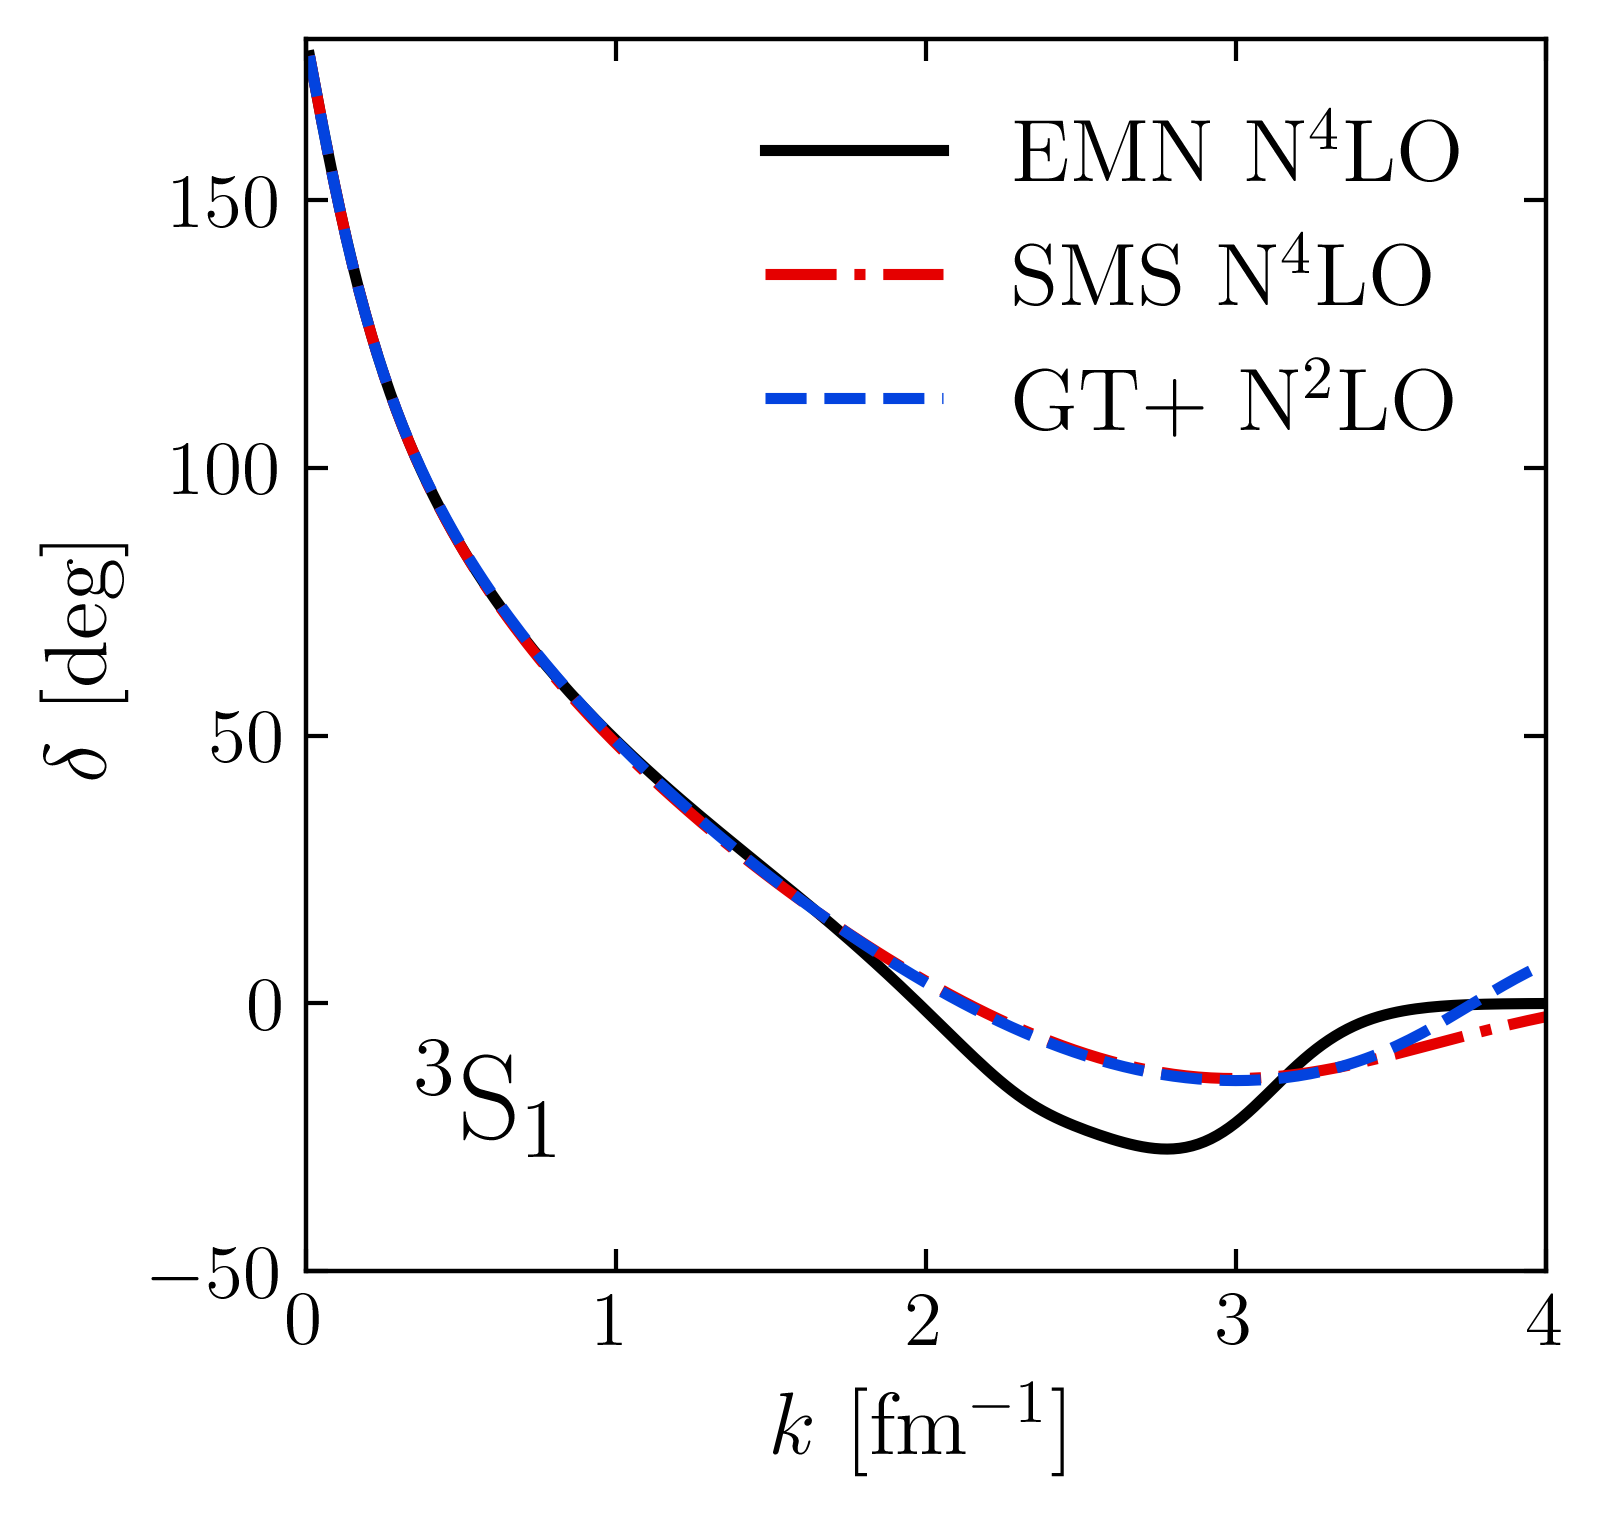 EMN N⁴LO
SMS N⁴LO
GT+ N²LO
150
100
50
0
−50
δ [deg]
³S₁
0 1 2 3 4
k [fm⁻¹]